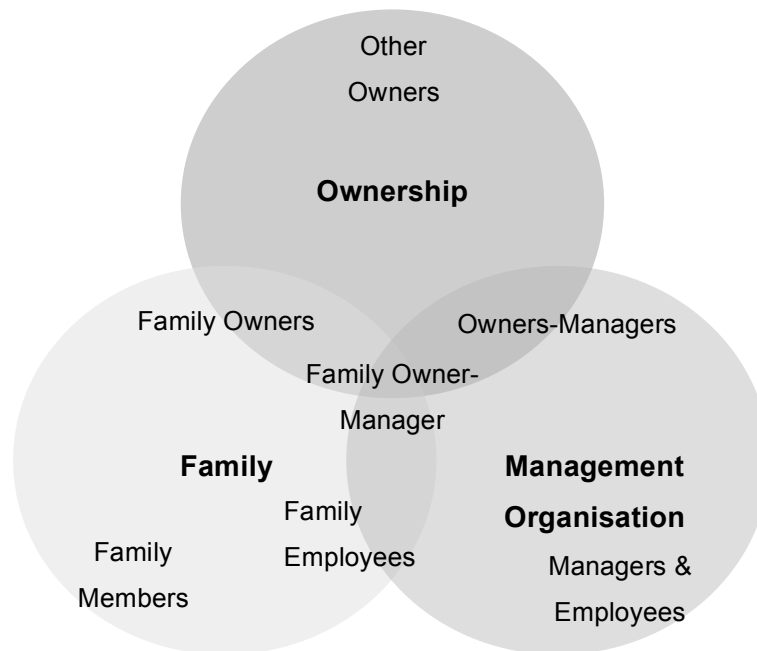 Other
Owners
Ownership
Family Owners
Owners-Managers
Family Owner-
Manager
Family
Management
Organisation
Family
Employees
Family
Members
Managers &
Employees